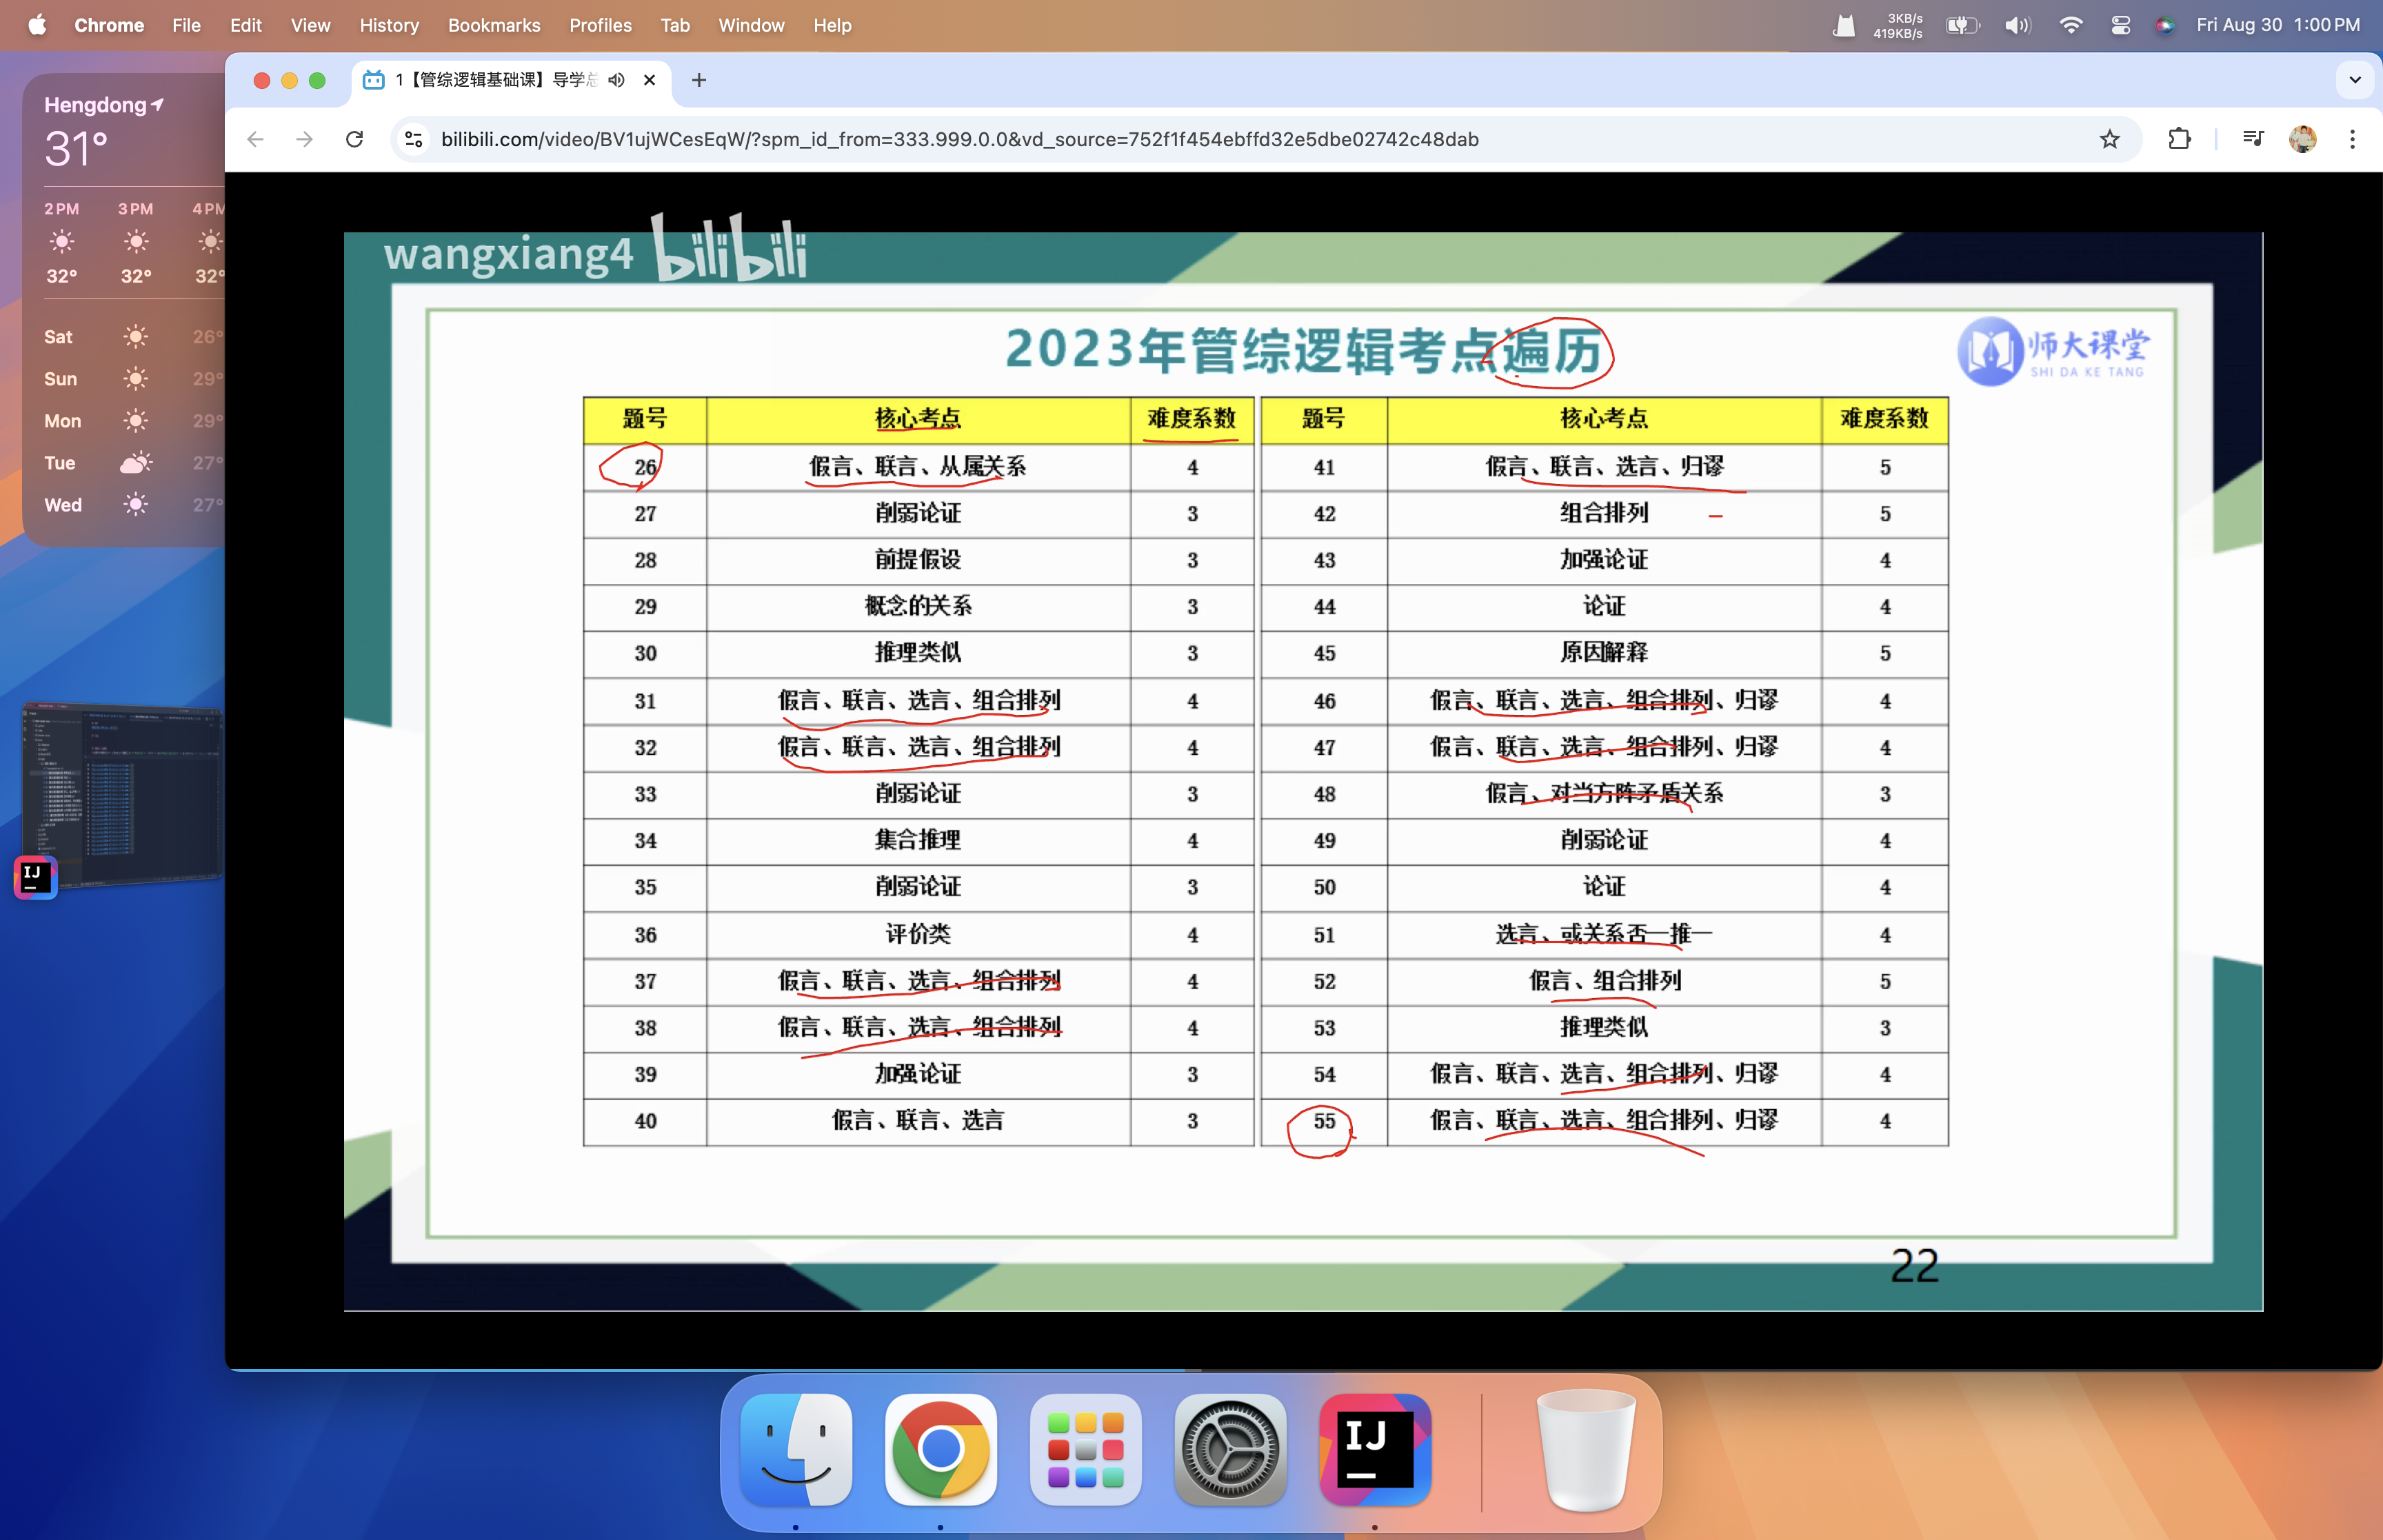 Chrome File Edit View History Bookmarks Profiles Tab Window Help
3KB/s
419KB/s
Fri Aug 30 1:00 PM
1【管综逻辑基础课】导学总
bilibili.com/video/BV1ujWCesEqW/?spm_id_from=333.999.0.0&vd_source=752f1f454ebffd32e5dbe02742c48dab
Hengdong
31°
2PM 3PM 4PM
32° 32° 32°
Sat 26°
Sun 29°
Mon 29°
Tue 27°
Wed 27°
wangxiang4 bilibili
2023年管综逻辑考点遍历
师大课堂
SHI DA KE TANG
题号 核心考点 难度系数 题号 核心考点 难度系数
26 假言、联言、从属关系 4 41 假言、联言、选言、归谬 5
27 削弱论证 3 42 组合排列 5
28 前提假设 3 43 加强论证 4
29 概念的关系 3 44 论证 4
30 推理类似 3 45 原因解释 5
31 假言、联言、选言、组合排列 4 46 假言、联言、选言、组合排列、归谬 4
32 假言、联言、选言、组合排列 4 47 假言、联言、选言、组合排列、归谬 4
33 削弱论证 3 48 假言、对当方阵矛盾关系 3
34 集合推理 4 49 削弱论证 4
35 削弱论证 3 50 论证 4
36 评价类 4 51 选言、或关系否一推一 4
37 假言、联言、选言、组合排列 4 52 假言、组合排列 5
38 假言、联言、选言、组合排列 4 53 推理类似 3
39 加强论证 3 54 假言、联言、选言、组合排列、归谬 4
40 假言、联言、选言 3 55 假言、联言、选言、组合排列、归谬 4
22
IJ
IJ